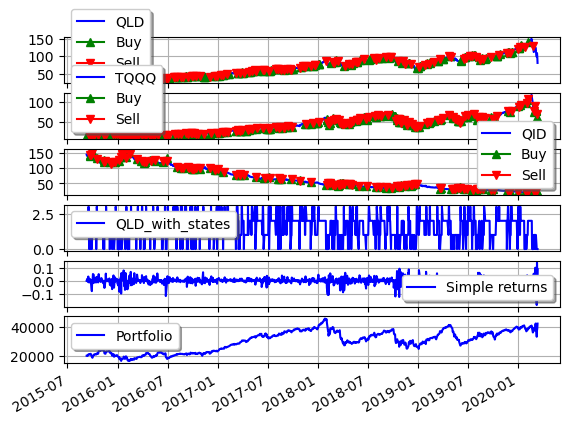 QLD
Buy
Sell
150
100
50
TQQQ
Buy
Sell
100
50
QID
Buy
Sell
150
100
50
QLD_with_states
2.5
0.0
Simple returns
0.1
0.0
−0.1
Portfolio
40000
20000
2015-07
2016-01
2016-07
2017-01
2017-07
2018-01
2018-07
2019-01
2019-07
2020-01